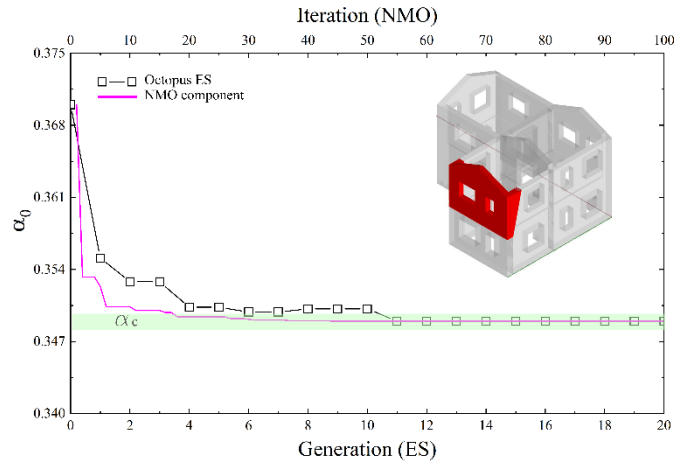 Iteration (NMO)
0 10 20 30 40 50 60 70 80 90 100
0.375
0.368
0.361
0.354
0.347
0.340
α₀
Octopus ES
NMO component
α c
0 2 4 6 8 10 12 14 16 18 20
Generation (ES)